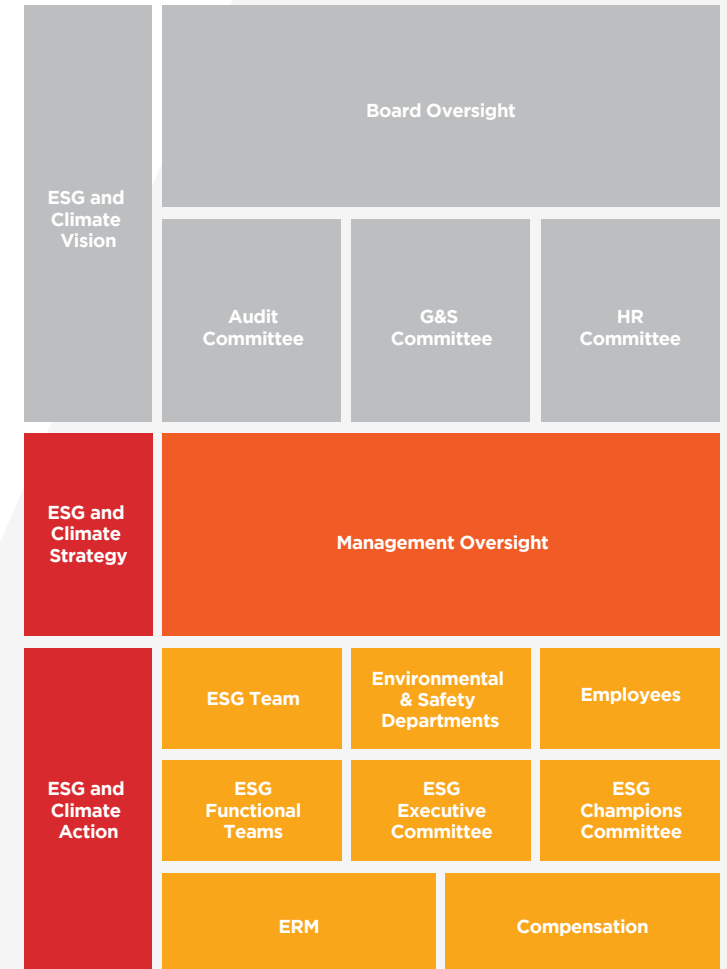 ESG and
Climate
Vision
Board Oversight
Audit
Committee
G&S
Committee
HR
Committee
ESG and
Climate
Strategy
Management Oversight
ESG and
Climate
Action
ESG Team
Environmental
& Safety
Departments
Employees
ESG
Functional
Teams
ESG
Executive
Committee
ESG
Champions
Committee
ERM
Compensation